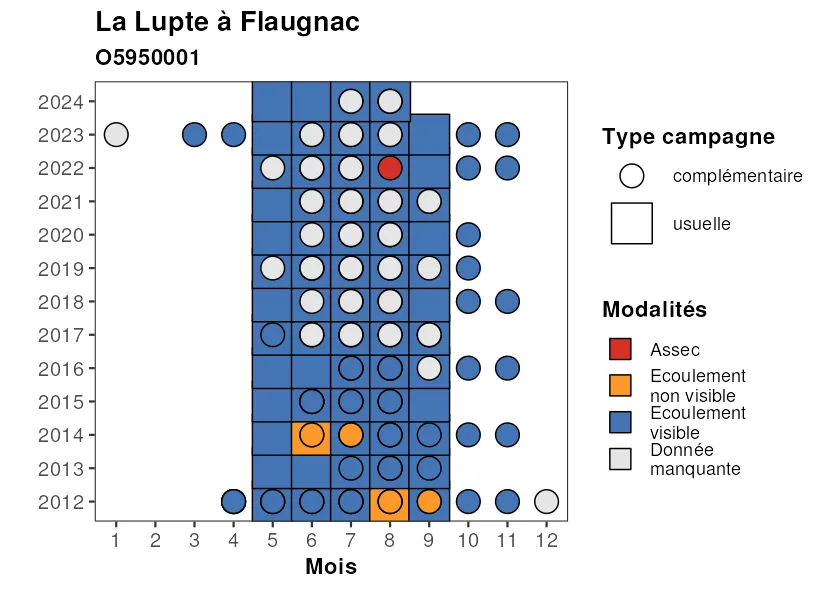 La Lupte à Flaugnac
O5950001
2024
2023
2022
2021
2020
2019
2018
2017
2016
2015
2014
2013
2012
1 2 3 4 5 6 7 8 9 10 11 12
Mois
Type campagne
complémentaire
usuelle
Modalités
Assec
Ecoulement
non visible
Ecoulement
visible
Donnée
manquante